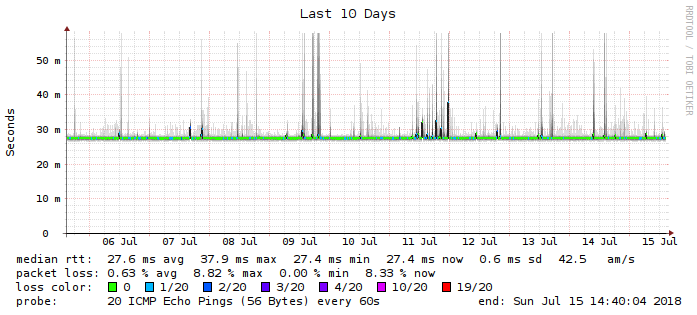 Last 10 Days
RRDTOOL / TOBI OETIKER
Seconds
50 m
40 m
30 m
20 m
10 m
0
06 Jul 07 Jul 08 Jul 09 Jul 10 Jul 11 Jul 12 Jul 13 Jul 14 Jul 15 Jul
median rtt: 27.6 ms avg 37.9 ms max 27.4 ms min 27.4 ms now 0.6 ms sd 42.5 am/s
packet loss: 0.63 % avg 8.82 % max 0.00 % min 8.33 % now
loss color: 0 1/20 2/20 3/20 4/20 10/20 19/20
probe: 20 ICMP Echo Pings (56 Bytes) every 60s end: Sun Jul 15 14:40:04 2018